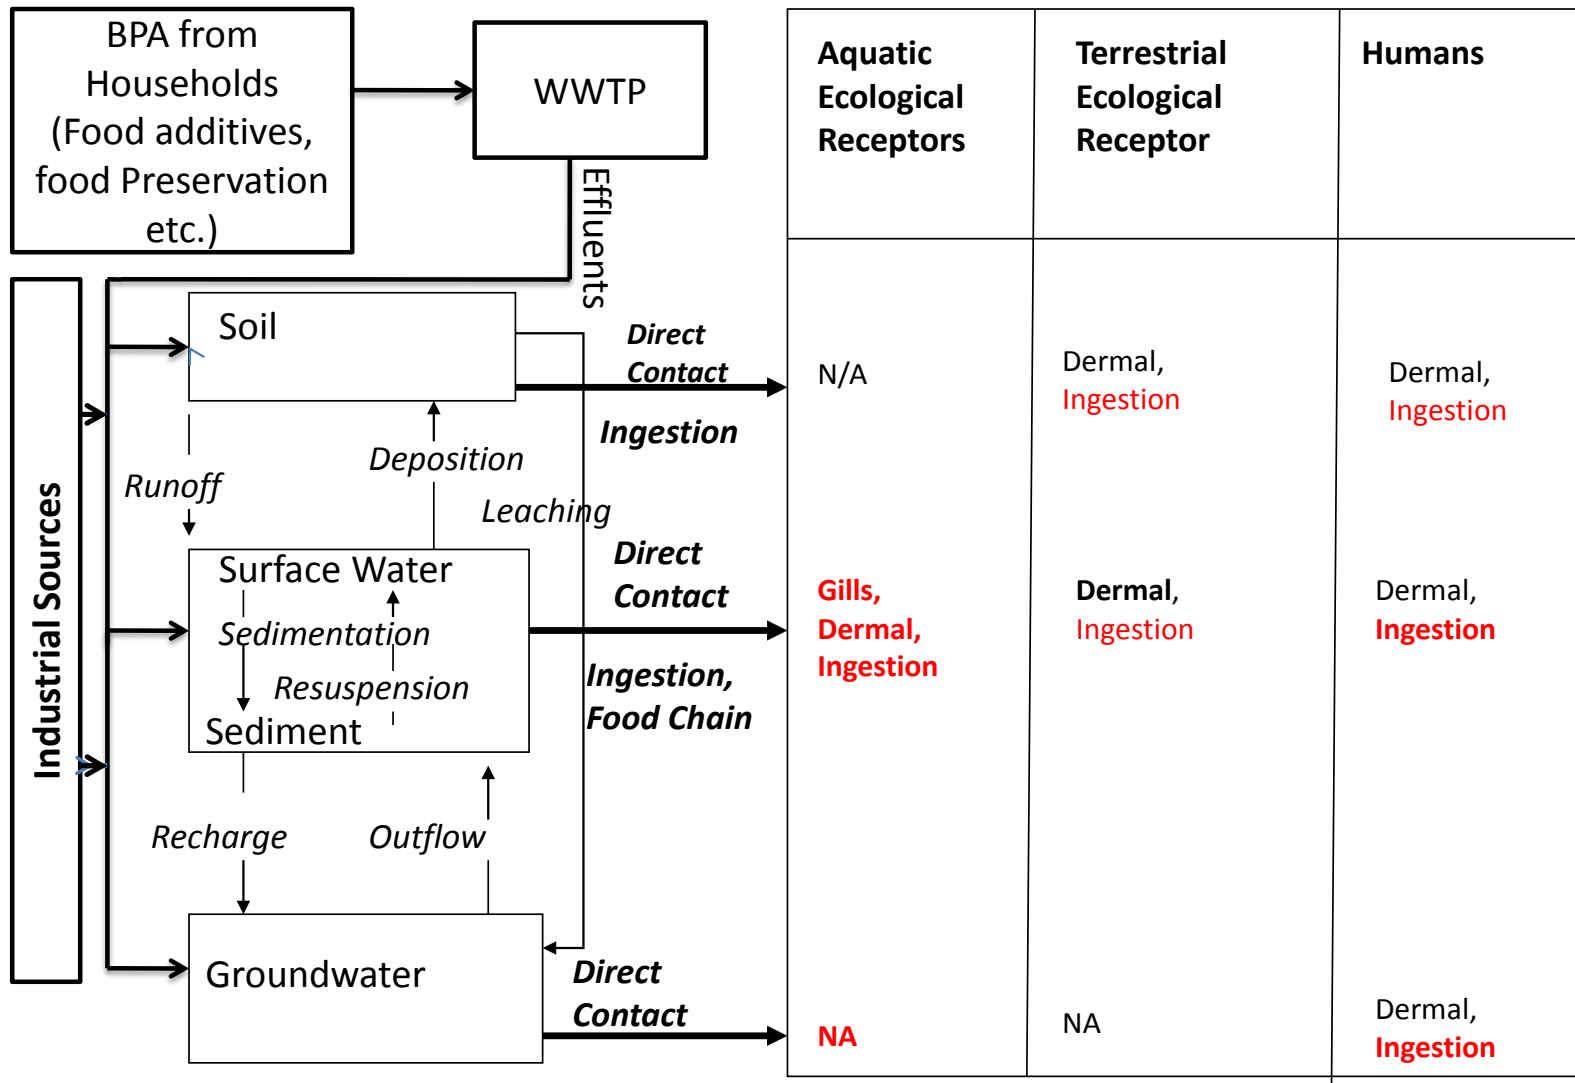 BPA from
Households
(Food additives,
food Preservation
etc.)
WWTP
Effluents
Industrial Sources
Soil
Runoff
Deposition
Leaching
Surface Water
Sedimentation
Resuspension
Sediment
Recharge
Outflow
Groundwater
Direct
Contact
Ingestion
Direct
Contact
Ingestion,
Food Chain
Direct
Contact
Aquatic
Ecological
Receptors
Terrestrial
Ecological
Receptor
Humans
N/A
Dermal,
Ingestion
Dermal,
Ingestion
Gills,
Dermal,
Ingestion
Dermal,
Ingestion
Dermal,
Ingestion
NA
NA
Dermal,
Ingestion